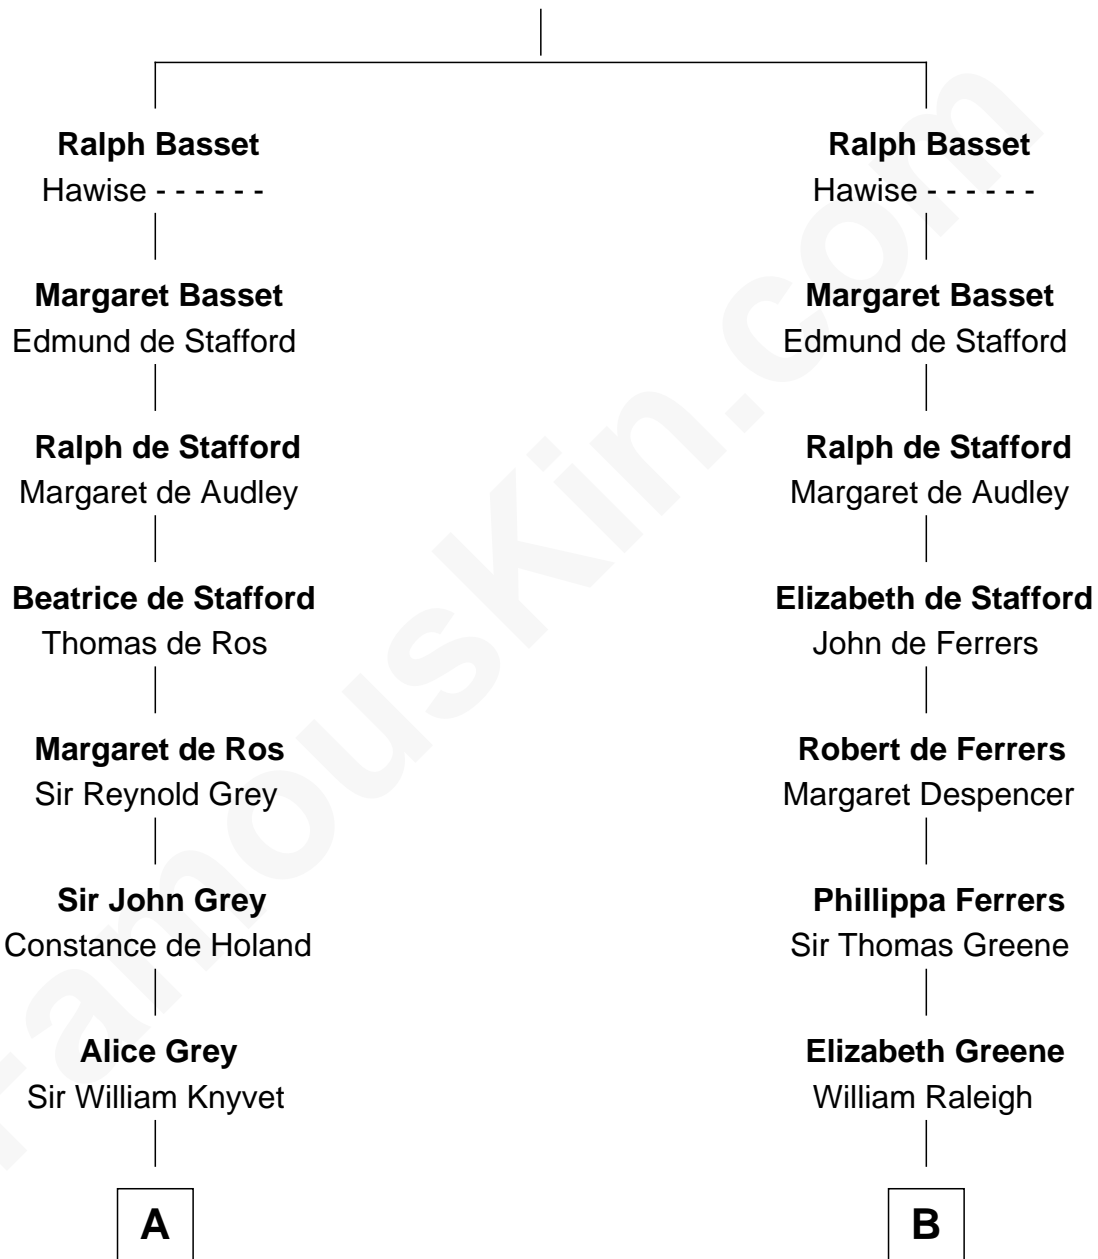 Ralph Basset
Hawise - - - - - -
Margaret Basset
Edmund de Stafford
Ralph de Stafford
Margaret de Audley
Beatrice de Stafford
Thomas de Ros
Margaret de Ros
Sir Reynold Grey
Sir John Grey
Constance de Holand
Alice Grey
Sir William Knyvet
A
Ralph Basset
Hawise - - - - - -
Margaret Basset
Edmund de Stafford
Ralph de Stafford
Margaret de Audley
Elizabeth de Stafford
John de Ferrers
Robert de Ferrers
Margaret Despencer
Phillippa Ferrers
Sir Thomas Greene
Elizabeth Greene
William Raleigh
B
FamousKin.com